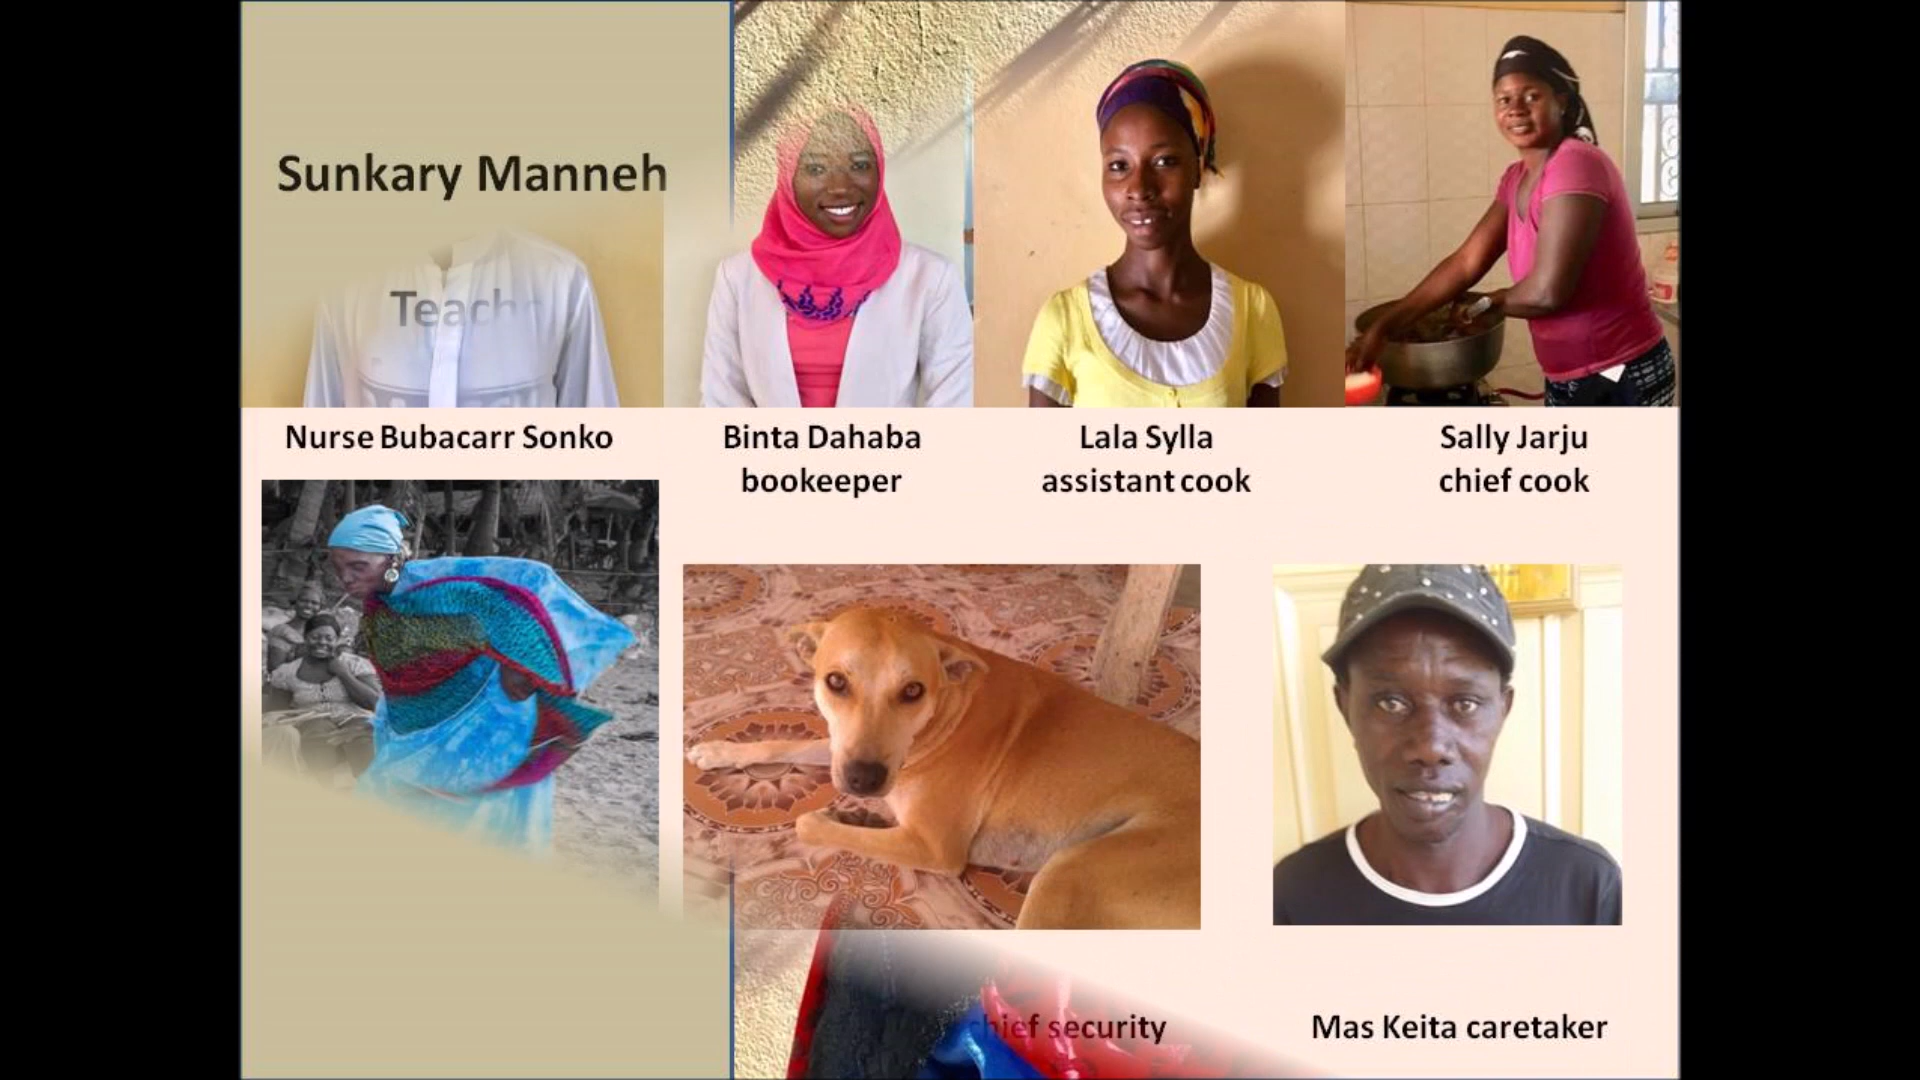 Sunkary Manneh
Nurse Bubacarr Sonko
Binta Dahaba
bookeeper
Lala Sylla
assistant cook
Sally Jarju
chief cook
chief security
Mas Keita caretaker